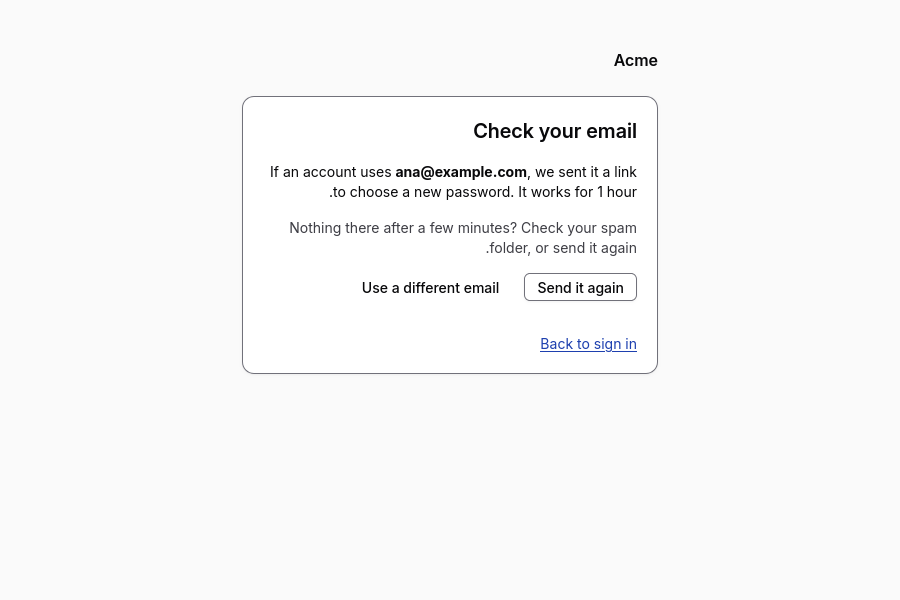 Acme
Check your email
If an account uses ana@example.com, we sent it a link
to choose a new password. It works for 1 hour.
Nothing there after a few minutes? Check your spam
folder, or send it again.
Send it again
Use a different email
Back to sign in